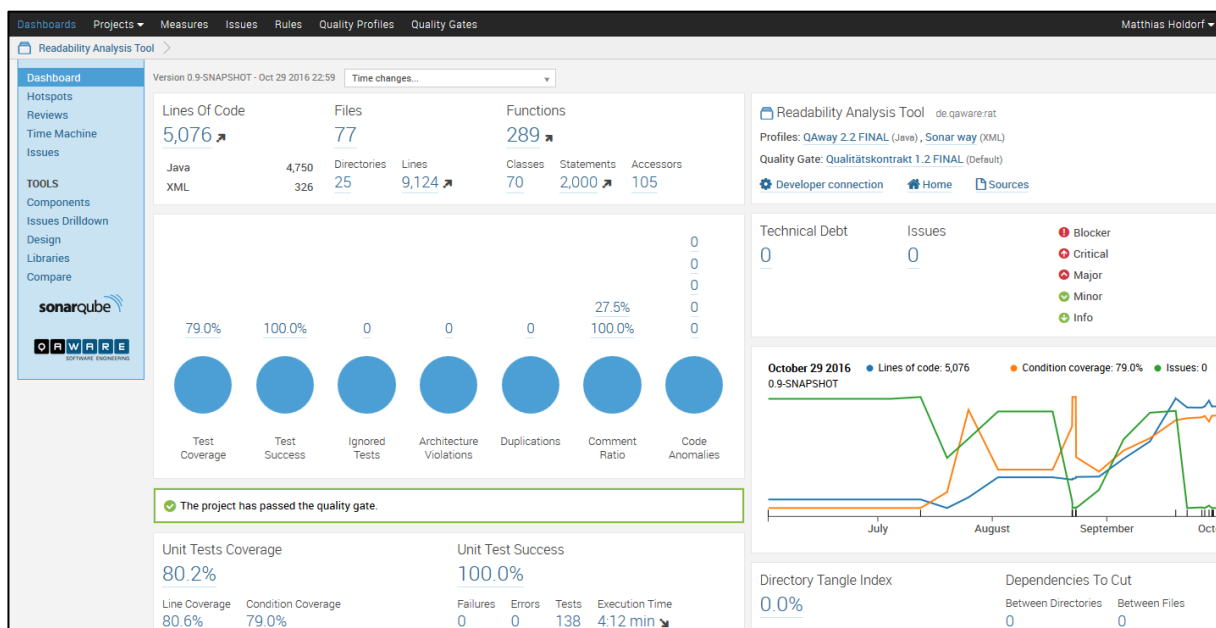 Dashboards Projects Measures Issues Rules Quality Profiles Quality Gates Matthias Holdorf
Readability Analysis Tool
Dashboard
Hotspots
Reviews
Time Machine
Issues
TOOLS
Components
Issues Drilldown
Design
Libraries
Compare
sonarqube
QAWARE
SOFTWARE ENGINEERING
Version 0.9-SNAPSHOT - Oct 29 2016 22:59 Time changes...
Lines Of Code Files Functions
5,076 77 289
Java 4,750 Directories Lines Classes Statements Accessors
XML 326 25 9,124 70 2,000 105
0
0
0
27.5% 0
79.0% 100.0% 0 0 0 100.0% 0
Test Coverage Test Success Ignored Tests Architecture Violations Duplications Comment Ratio Code Anomalies
The project has passed the quality gate.
Unit Tests Coverage Unit Test Success
80.2% 100.0%
Line Coverage Condition Coverage Failures Errors Tests Execution Time
80.6% 79.0% 0 0 138 4:12 min
Readability Analysis Tool de.qaware:rat
Profiles: QAway 2.2 FINAL (Java) , Sonar way (XML)
Quality Gate: Qualitätskontrakt 1.2 FINAL (Default)
Developer connection Home Sources
Technical Debt Issues
0 0
Blocker
Critical
Major
Minor
Info
October 29 2016 Lines of code: 5,076 Condition coverage: 79.0% Issues: 0
0.9-SNAPSHOT
July August September Octo
Directory Tangle Index Dependencies To Cut
0.0% Between Directories Between Files
0 0